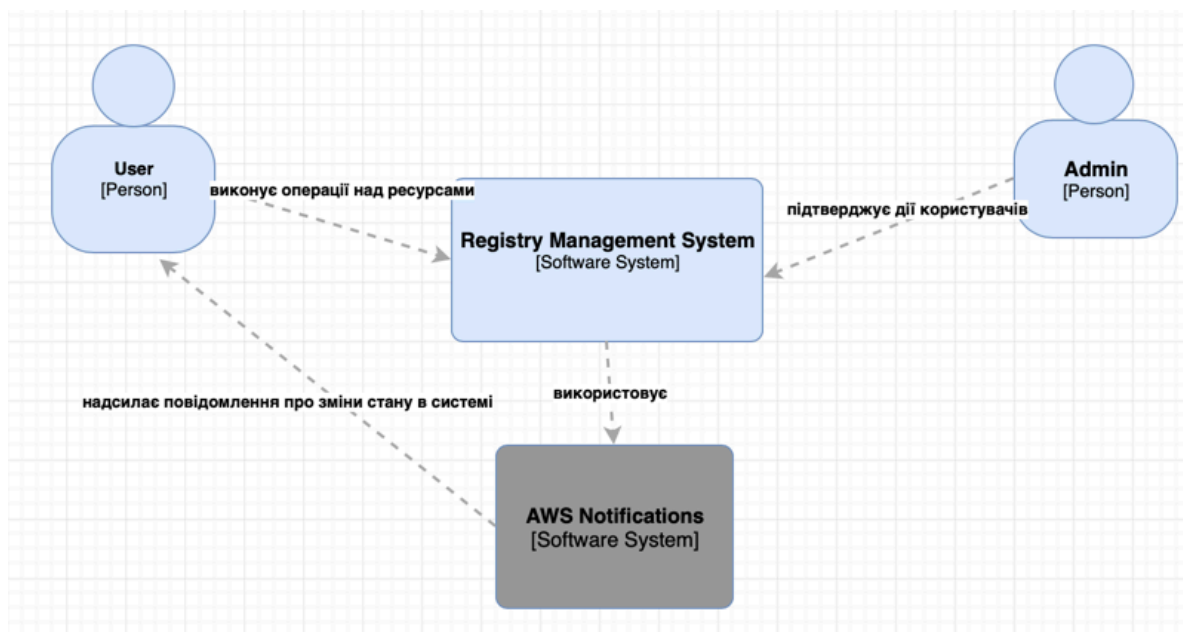 User
[Person]
виконує операції над ресурсами
Registry Management System
[Software System]
Admin
[Person]
підтверджує дії користувачів
використовує
надсилає повідомлення про зміни стану в системі
AWS Notifications
[Software System]